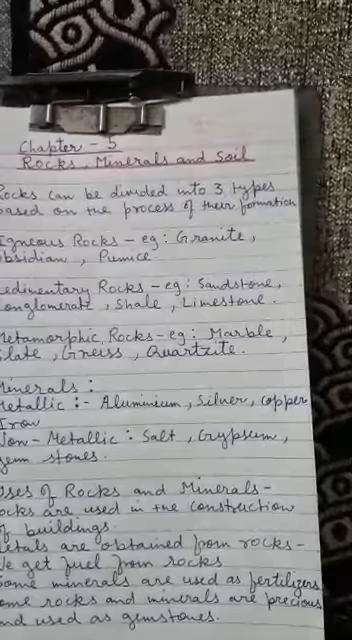 Chapter - 5
Rocks, Minerals and Soil
Rocks can be divided into 3 types
based on the process of their formation
Igneous Rocks - eg: Granite,
obsidian, Pumice
Sedimentary Rocks - eg: Sandstone,
Conglomerate, Shale, Limestone.
Metamorphic Rocks - eg: Marble,
Slate, Gneiss, Quartzite.
Minerals:
Metallic :- Aluminium, Silver, copper
Iron
Non-Metallic: Salt, Gypsum,
gem stones.
Uses of Rocks and Minerals-
Rocks are used in the construction
of buildings.
Metals are obtained from rocks-
We get fuel from rocks
Some minerals are used as fertilizers
Some rocks and minerals are precious
and used as gemstones.